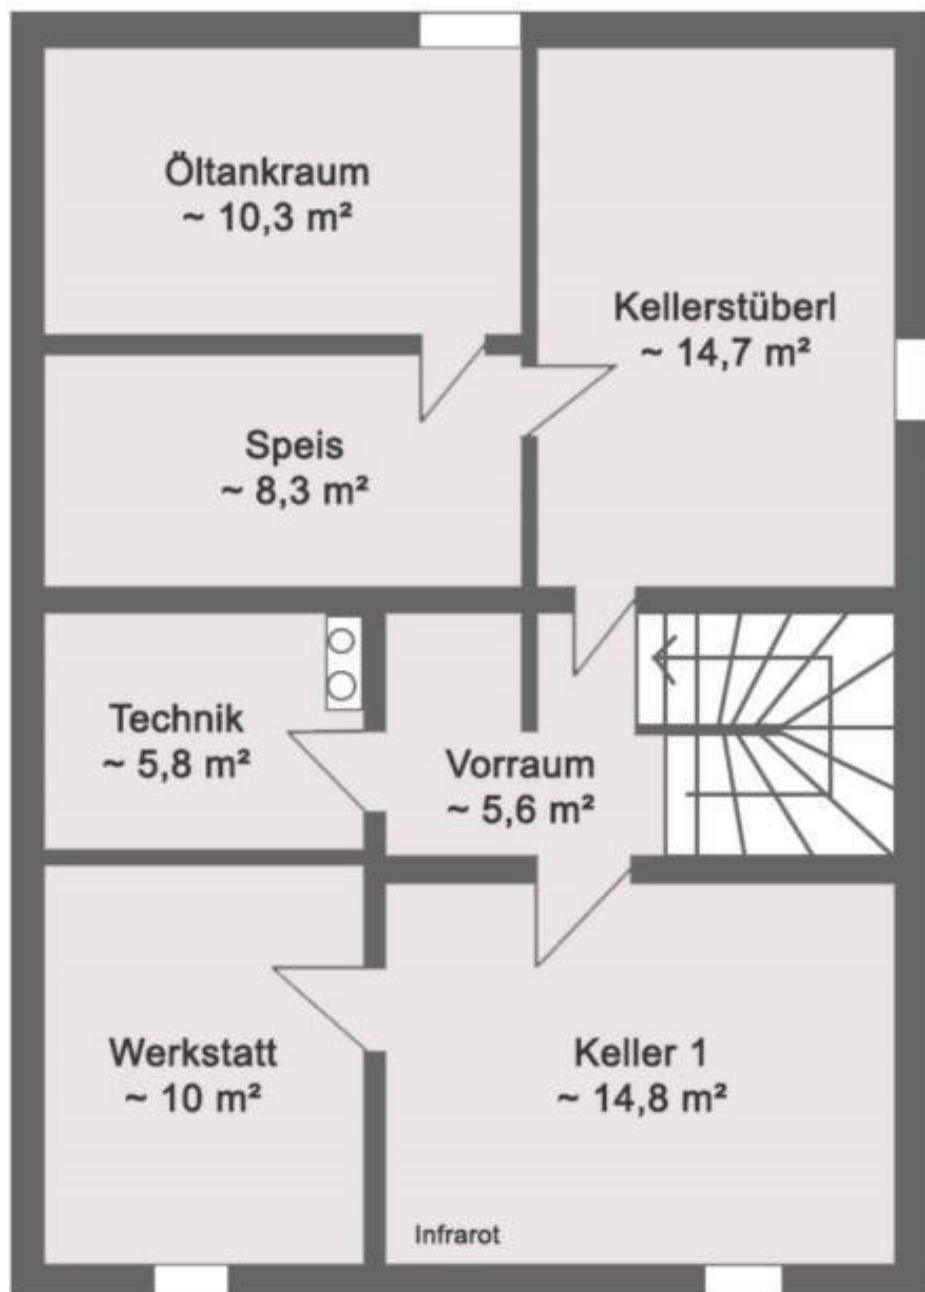 Öltankraum
~ 10,3 m²
Kellerstüberl
~ 14,7 m²
Speis
~ 8,3 m²
Technik
~ 5,8 m²
Vorraum
~ 5,6 m²
Werkstatt
~ 10 m²
Keller 1
~ 14,8 m²
Infrarot